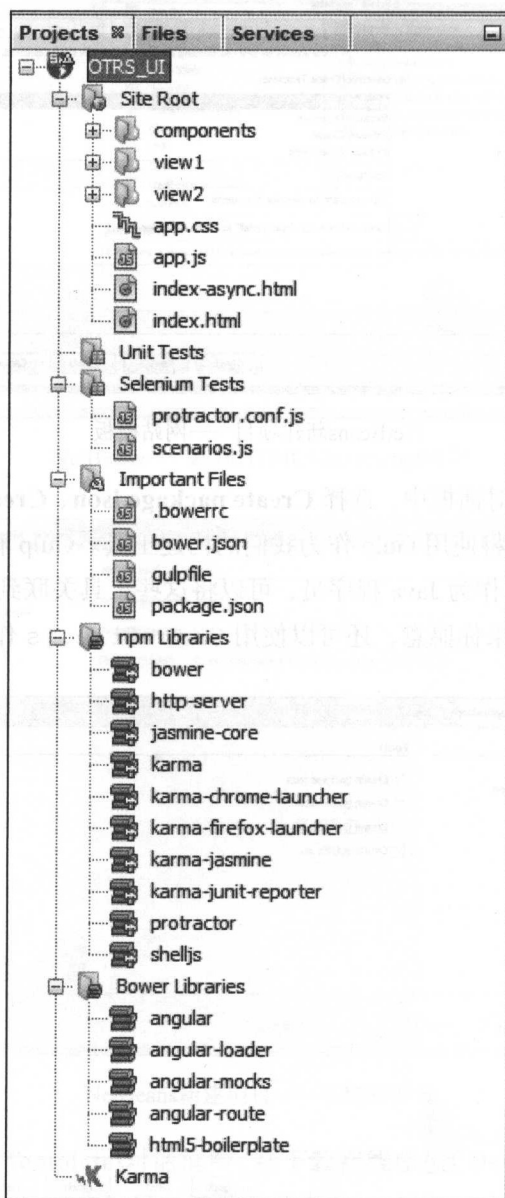 Projects Files Services
OTRS_UI
Site Root
components
view1
view2
app.css
app.js
index-async.html
index.html
Unit Tests
Selenium Tests
protractor.conf.js
scenarios.js
Important Files
.bowerrc
bower.json
gulpfile
package.json
npm Libraries
bower
http-server
jasmine-core
karma
karma-chrome-launcher
karma-firefox-launcher
karma-jasmine
karma-junit-reporter
protractor
shelljs
Bower Libraries
angular
angular-loader
angular-mocks
angular-route
html5-boilerplate
Karma